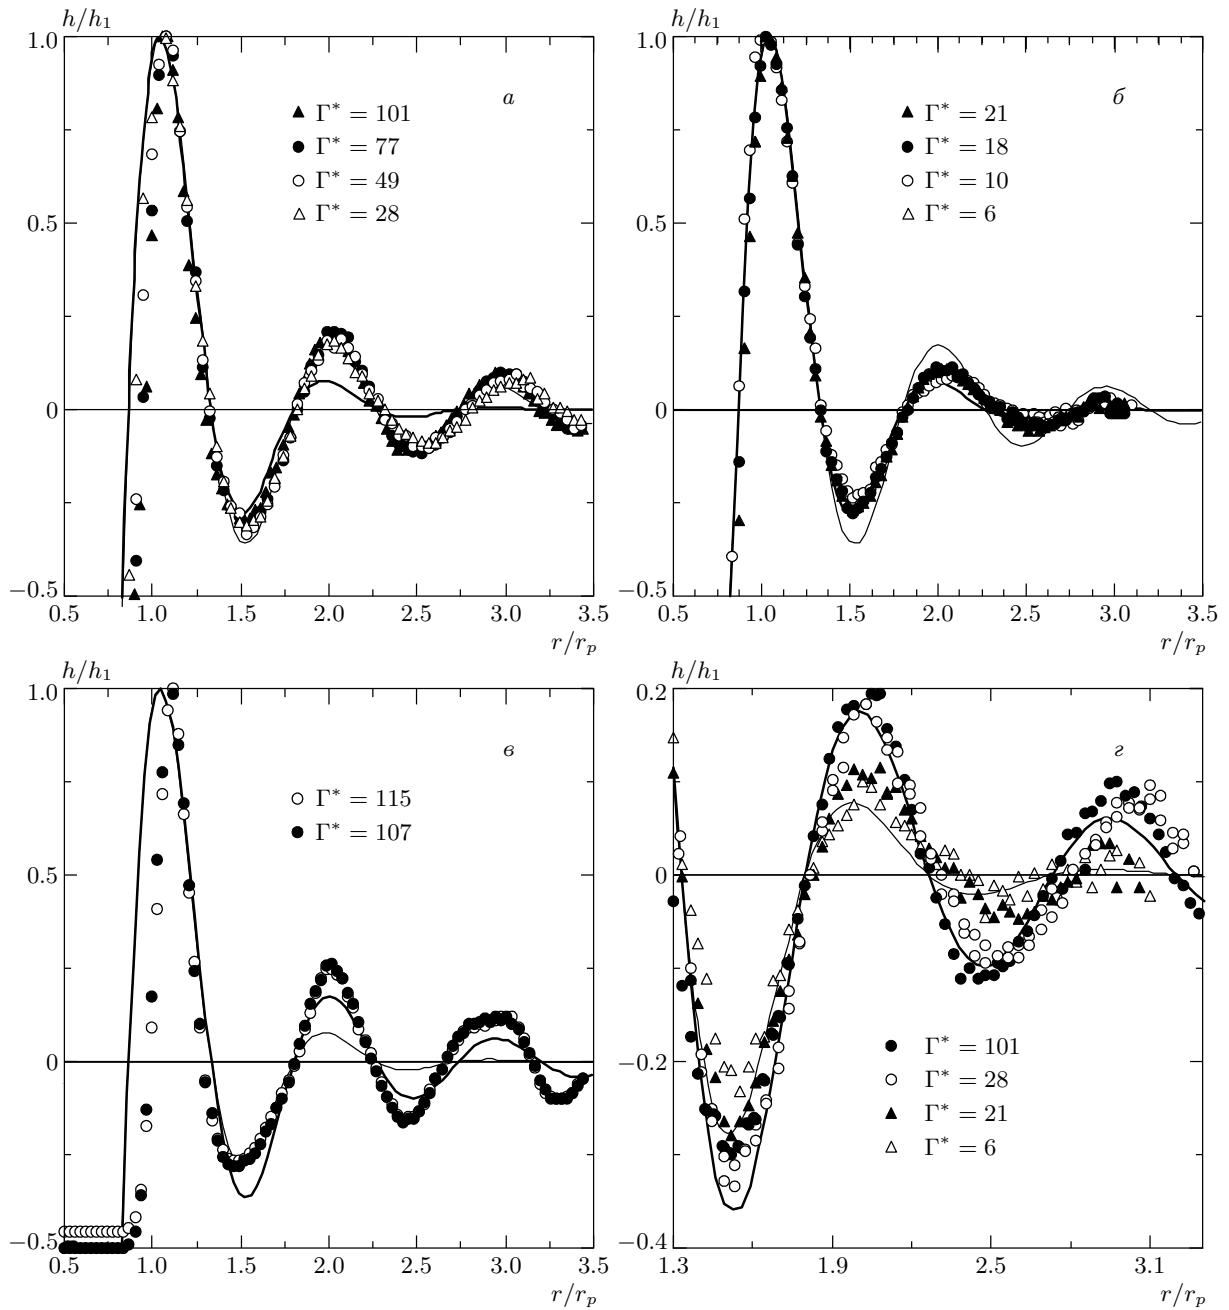 h/h₁
1.0
0.5
0
−0.5
0.5 1.0 1.5 2.0 2.5 3.0 3.5
r/rₚ
а
Γ* = 101
Γ* = 77
Γ* = 49
Γ* = 28
h/h₁
1.0
0.5
0
−0.5
0.5 1.0 1.5 2.0 2.5 3.0 3.5
r/rₚ
б
Γ* = 21
Γ* = 18
Γ* = 10
Γ* = 6
h/h₁
1.0
0.5
0
−0.5
0.5 1.0 1.5 2.0 2.5 3.0 3.5
r/rₚ
в
Γ* = 115
Γ* = 107
h/h₁
0.2
0
−0.2
−0.4
1.3 1.9 2.5 3.1
r/rₚ
г
Γ* = 101
Γ* = 28
Γ* = 21
Γ* = 6